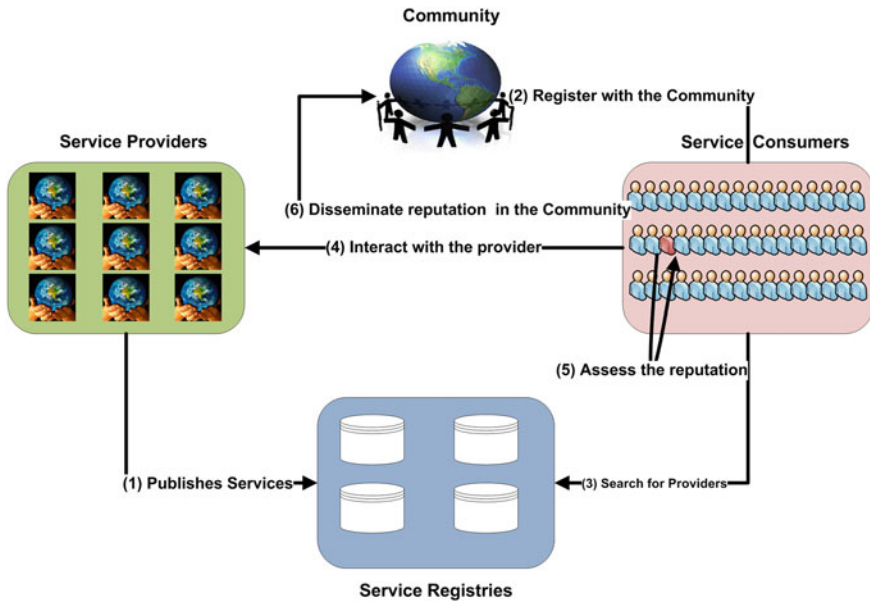 Community
(2) Register with the Community
Service Providers
Service Consumers
(6) Disseminate reputation in the Community
(4) Interact with the provider
(5) Assess the reputation
(1) Publishes Services
(3) Search for Providers
Service Registries